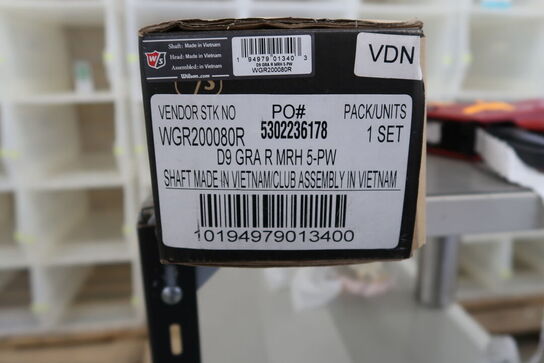 Shaft: Made in Vietnam
Head: Made in Vietnam
Assembled: in Vietnam
W/S
Wilson.com
1 94979 01340 3
D9 GRA R MRH 5-PW
WGR200080R
VDN
VENDOR STK NO
PO#
PACK/UNITS
WGR200080R
5302236178
1 SET
D9 GRA R MRH 5-PW
SHAFT MADE IN VIETNAM/CLUB ASSEMBLY IN VIETNAM
10194979013400